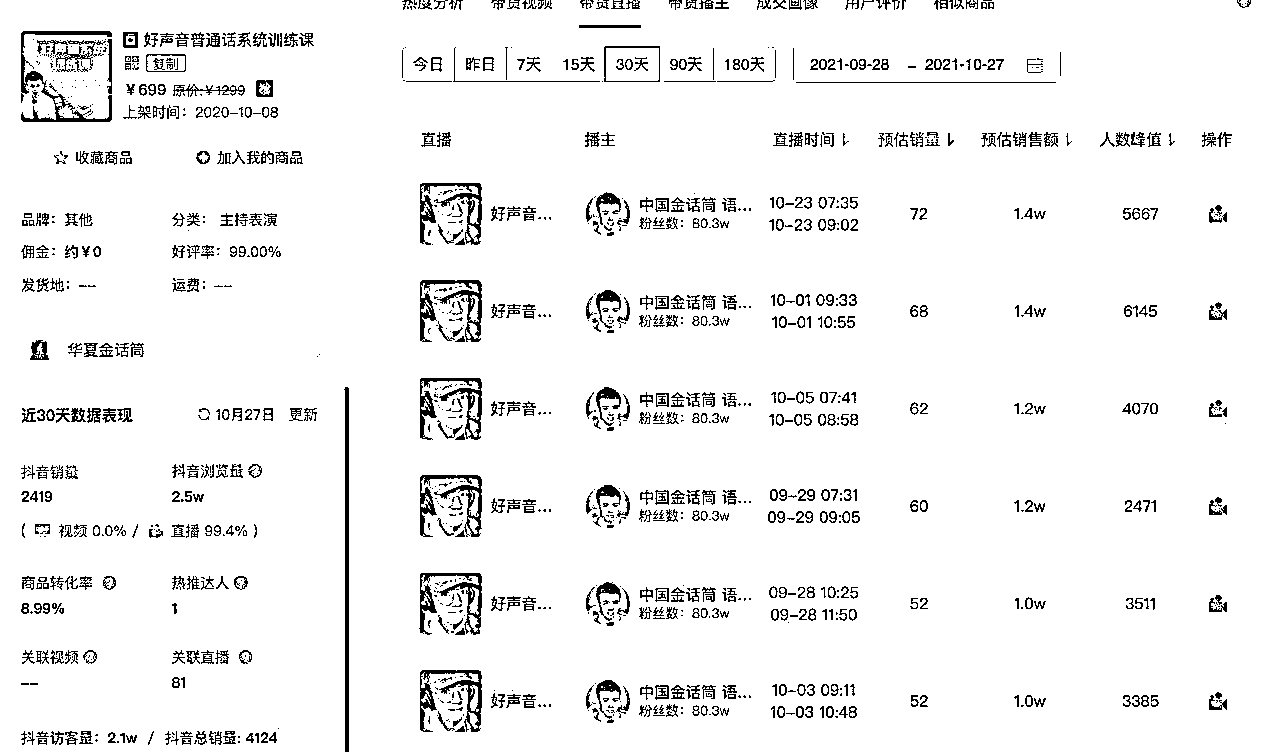 热度分析 带货视频 带货直播 带货播主 成交画像 用户评价 相似商品
好声音普通话系统训练课
复制
¥699 原价:¥1299
上架时间：2020-10-08
收藏商品 加入我的商品
品牌：其他 分类： 主持表演
佣金：约¥0 好评率：99.00%
发货地：-- 运费：--
华夏金话筒
近30天数据表现 10月27日 更新
抖音销量 抖音浏览量
2419 2.5w
( 视频 0.0% / 直播 99.4% )
商品转化率 热推达人
8.99% 1
关联视频 关联直播
-- 81
抖音访客量：2.1w / 抖音总销量: 4124
今日 昨日 7天 15天 30天 90天 180天 2021-09-28 - 2021-10-27
直播 播主 直播时间 预估销量 预估销售额 人数峰值 操作
好声音... 中国金话筒 语... 10-23 07:35 72 1.4w 5667
粉丝数：80.3w 10-23 09:02
好声音... 中国金话筒 语... 10-01 09:33 68 1.4w 6145
粉丝数：80.3w 10-01 10:55
好声音... 中国金话筒 语... 10-05 07:41 62 1.2w 4070
粉丝数：80.3w 10-05 08:58
好声音... 中国金话筒 语... 09-29 07:31 60 1.2w 2471
粉丝数：80.3w 09-29 09:05
好声音... 中国金话筒 语... 09-28 10:25 52 1.0w 3511
粉丝数：80.3w 09-28 11:50
好声音... 中国金话筒 语... 10-03 09:11 52 1.0w 3385
粉丝数：80.3w 10-03 10:48